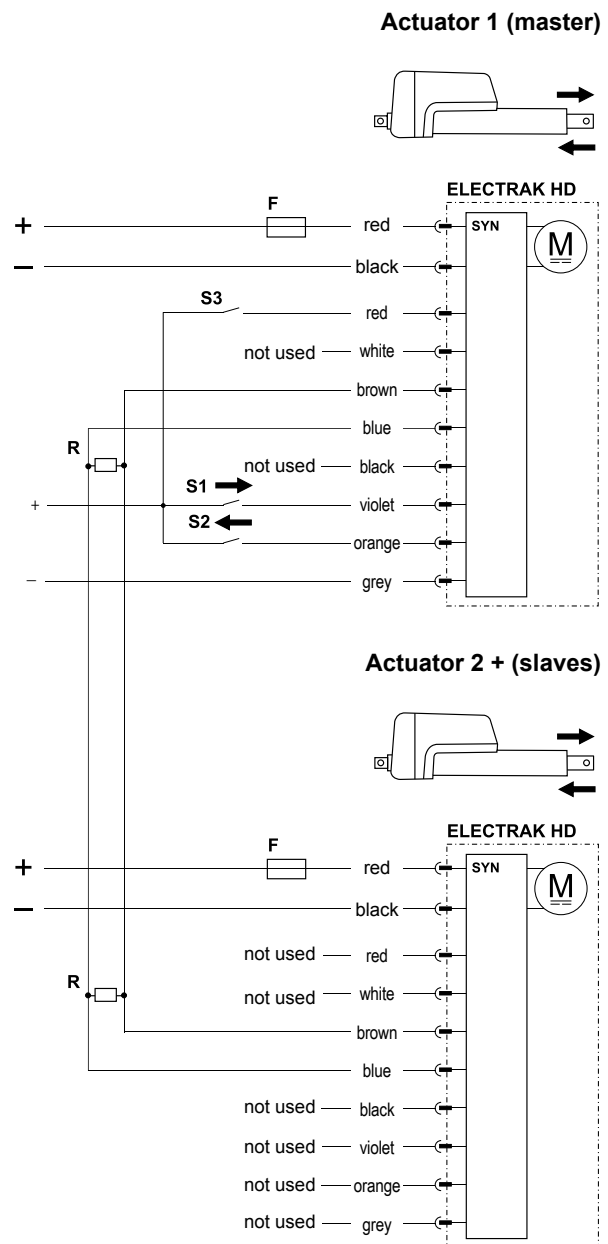 Actuator 1 (master)
ELECTRAK HD
F
+ red SYN
M
− black
S3
red
not used white
brown
blue
R
not used black
S1
+ violet
S2
orange
− grey
Actuator 2 + (slaves)
ELECTRAK HD
F
+ red SYN
M
− black
not used red
R
not used white
brown
blue
not used black
not used violet
not used orange
not used grey